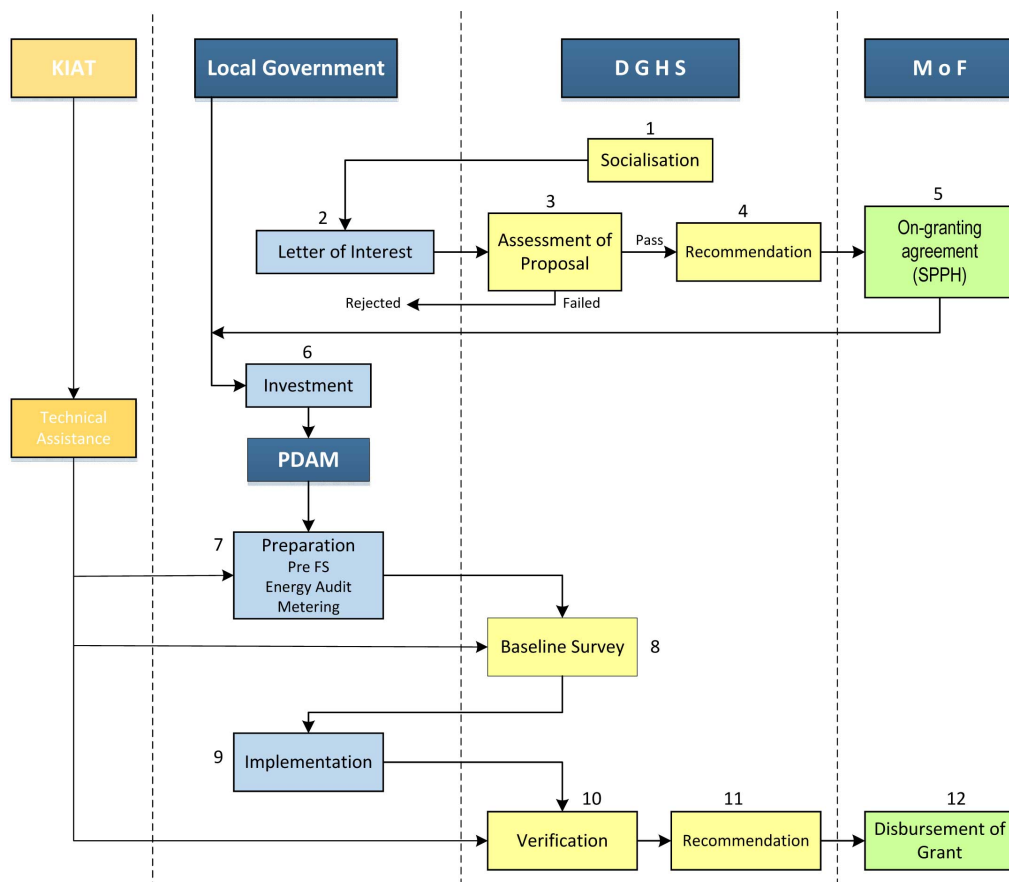 KIAT
Local Government
D G H S
M o F
1
Socialisation
2
Letter of Interest
3
Assessment of
Proposal
Pass
4
Recommendation
5
On-granting
agreement
(SPPH)
Rejected
Failed
6
Investment
Technical
Assistance
PDAM
7
Preparation
Pre FS
Energy Audit
Metering
Baseline Survey
8
9
Implementation
10
Verification
11
Recommendation
12
Disbursement of
Grant